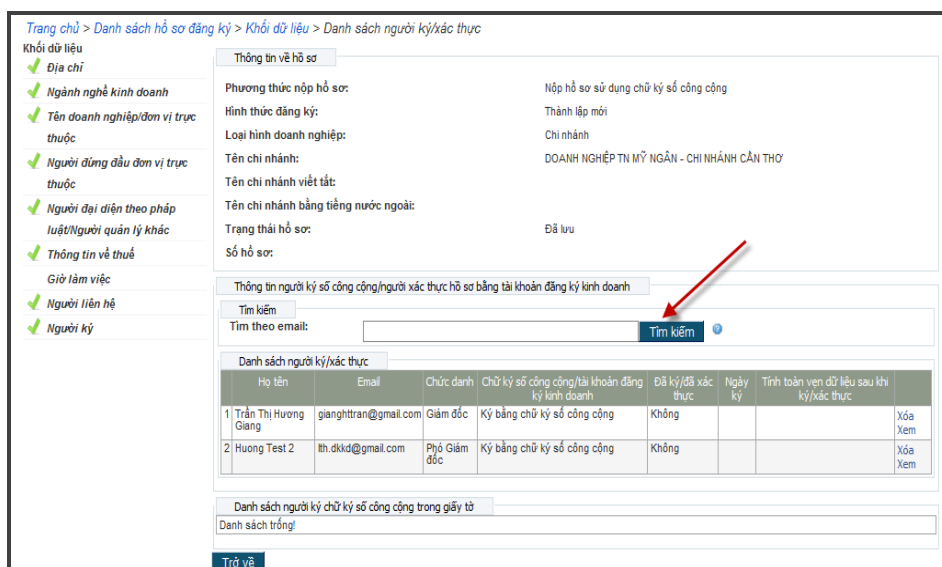 Trang chủ > Danh sách hồ sơ đăng ký > Khối dữ liệu > Danh sách người ký/xác thực
Khối dữ liệu
Địa chỉ
Ngành nghề kinh doanh
Tên doanh nghiệp/đơn vị trực
thuộc
Người đứng đầu đơn vị trực
thuộc
Người đại diện theo pháp
luật/Người quản lý khác
Thông tin về thuế
Giờ làm việc
Người liên hệ
Người ký
Thông tin về hồ sơ
Phương thức nộp hồ sơ: Nộp hồ sơ sử dụng chữ ký số công cộng
Hình thức đăng ký: Thành lập mới
Loại hình doanh nghiệp: Chi nhánh
Tên chi nhánh: DOANH NGHIỆP TN MỸ NGÂN - CHI NHÁNH CẦN THƠ
Tên chi nhánh viết tắt:
Tên chi nhánh bằng tiếng nước ngoài:
Trạng thái hồ sơ: Đã lưu
Số hồ sơ:
Thông tin người ký số công cộng/người xác thực hồ sơ bằng tài khoản đăng ký kinh doanh
Tìm kiếm
Tìm theo email: Tìm kiếm
Danh sách người ký/xác thực
Họ tên Email Chức danh Chữ ký số công cộng/tài khoản đăng ký kinh doanh Đã ký/đã xác thực Ngày ký Tính toàn vẹn dữ liệu sau khi ký/xác thực
1 Trần Thị Hương Giang gianghttran@gmail.com Giám đốc Ký bằng chữ ký số công cộng Không Xóa Xem
2 Huong Test 2 lth.dkkd@gmail.com Phó Giám đốc Ký bằng chữ ký số công cộng Không Xóa Xem
Danh sách người ký chữ ký số công cộng trong giấy tờ
Danh sách trống!
Trở về